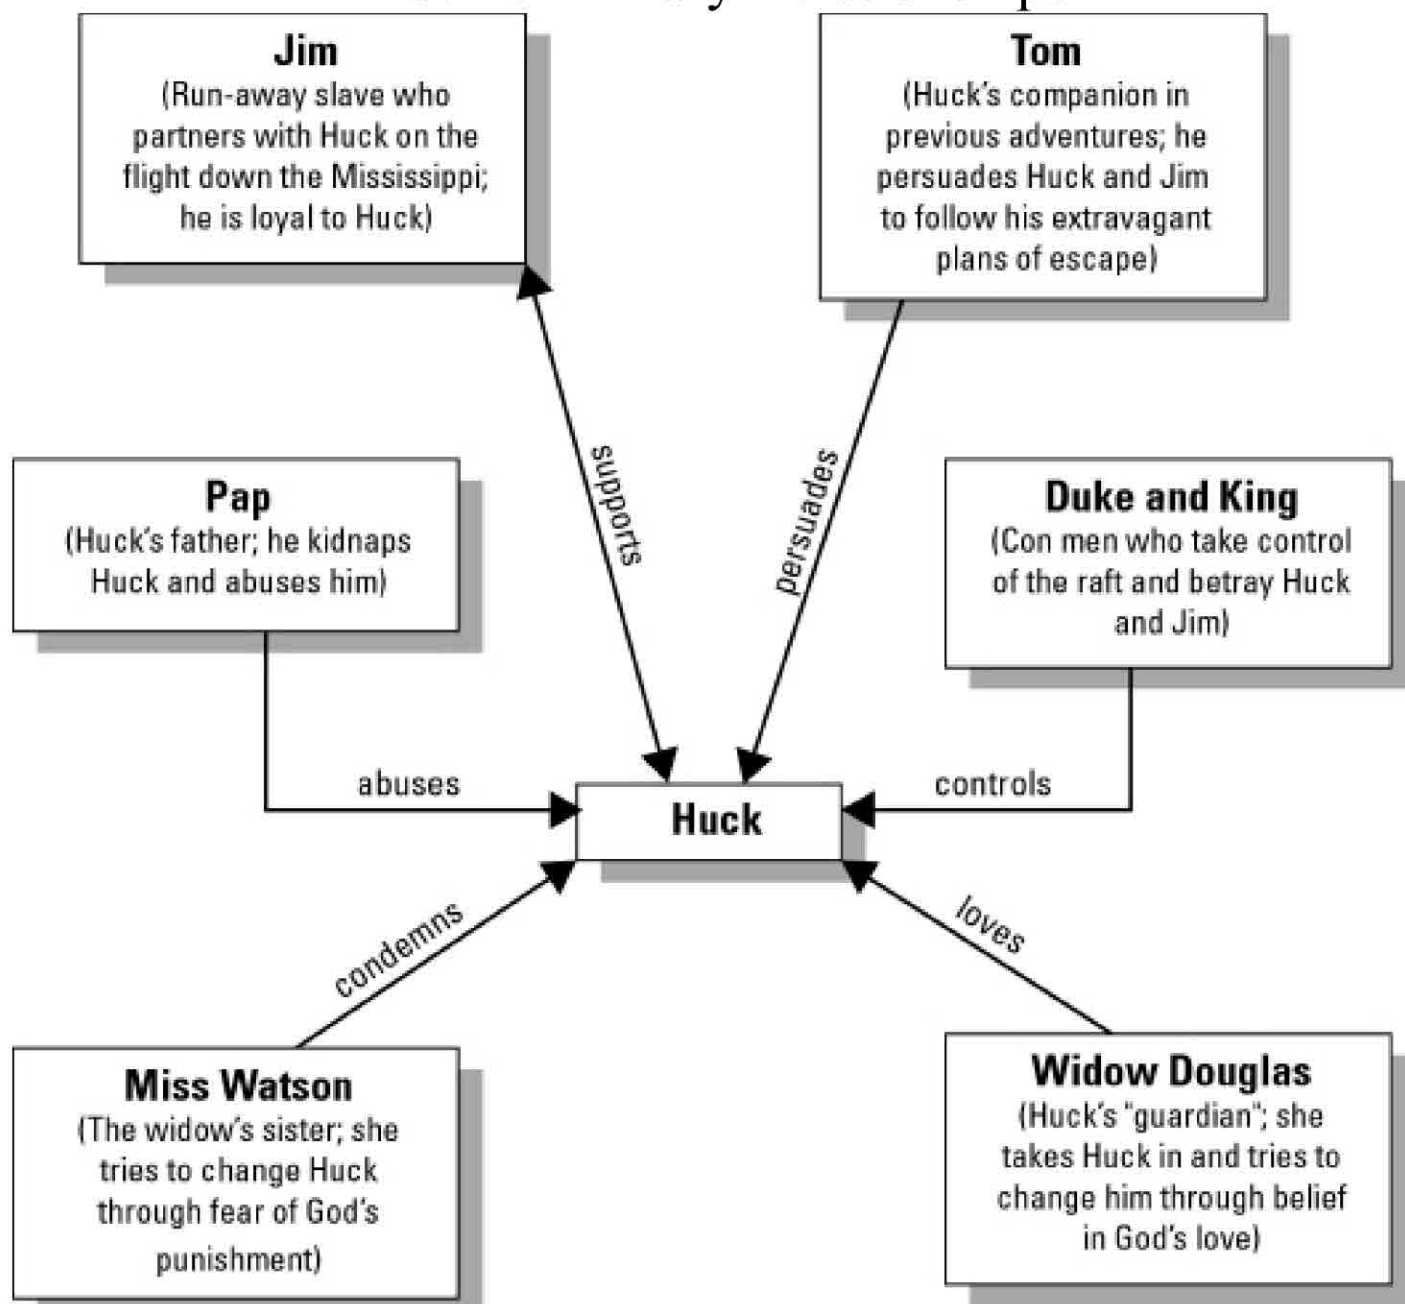 Jim
(Run-away slave who
partners with Huck on the
flight down the Mississippi;
he is loyal to Huck)
Tom
(Huck's companion in
previous adventures; he
persuades Huck and Jim
to follow his extravagant
plans of escape)
supports
persuades
Pap
(Huck's father; he kidnaps
Huck and abuses him)
Duke and King
(Con men who take control
of the raft and betray Huck
and Jim)
abuses
controls
Huck
condemns
loves
Miss Watson
(The widow's sister; she
tries to change Huck
through fear of God's
punishment)
Widow Douglas
(Huck's "guardian"; she
takes Huck in and tries to
change him through belief
in God's love)